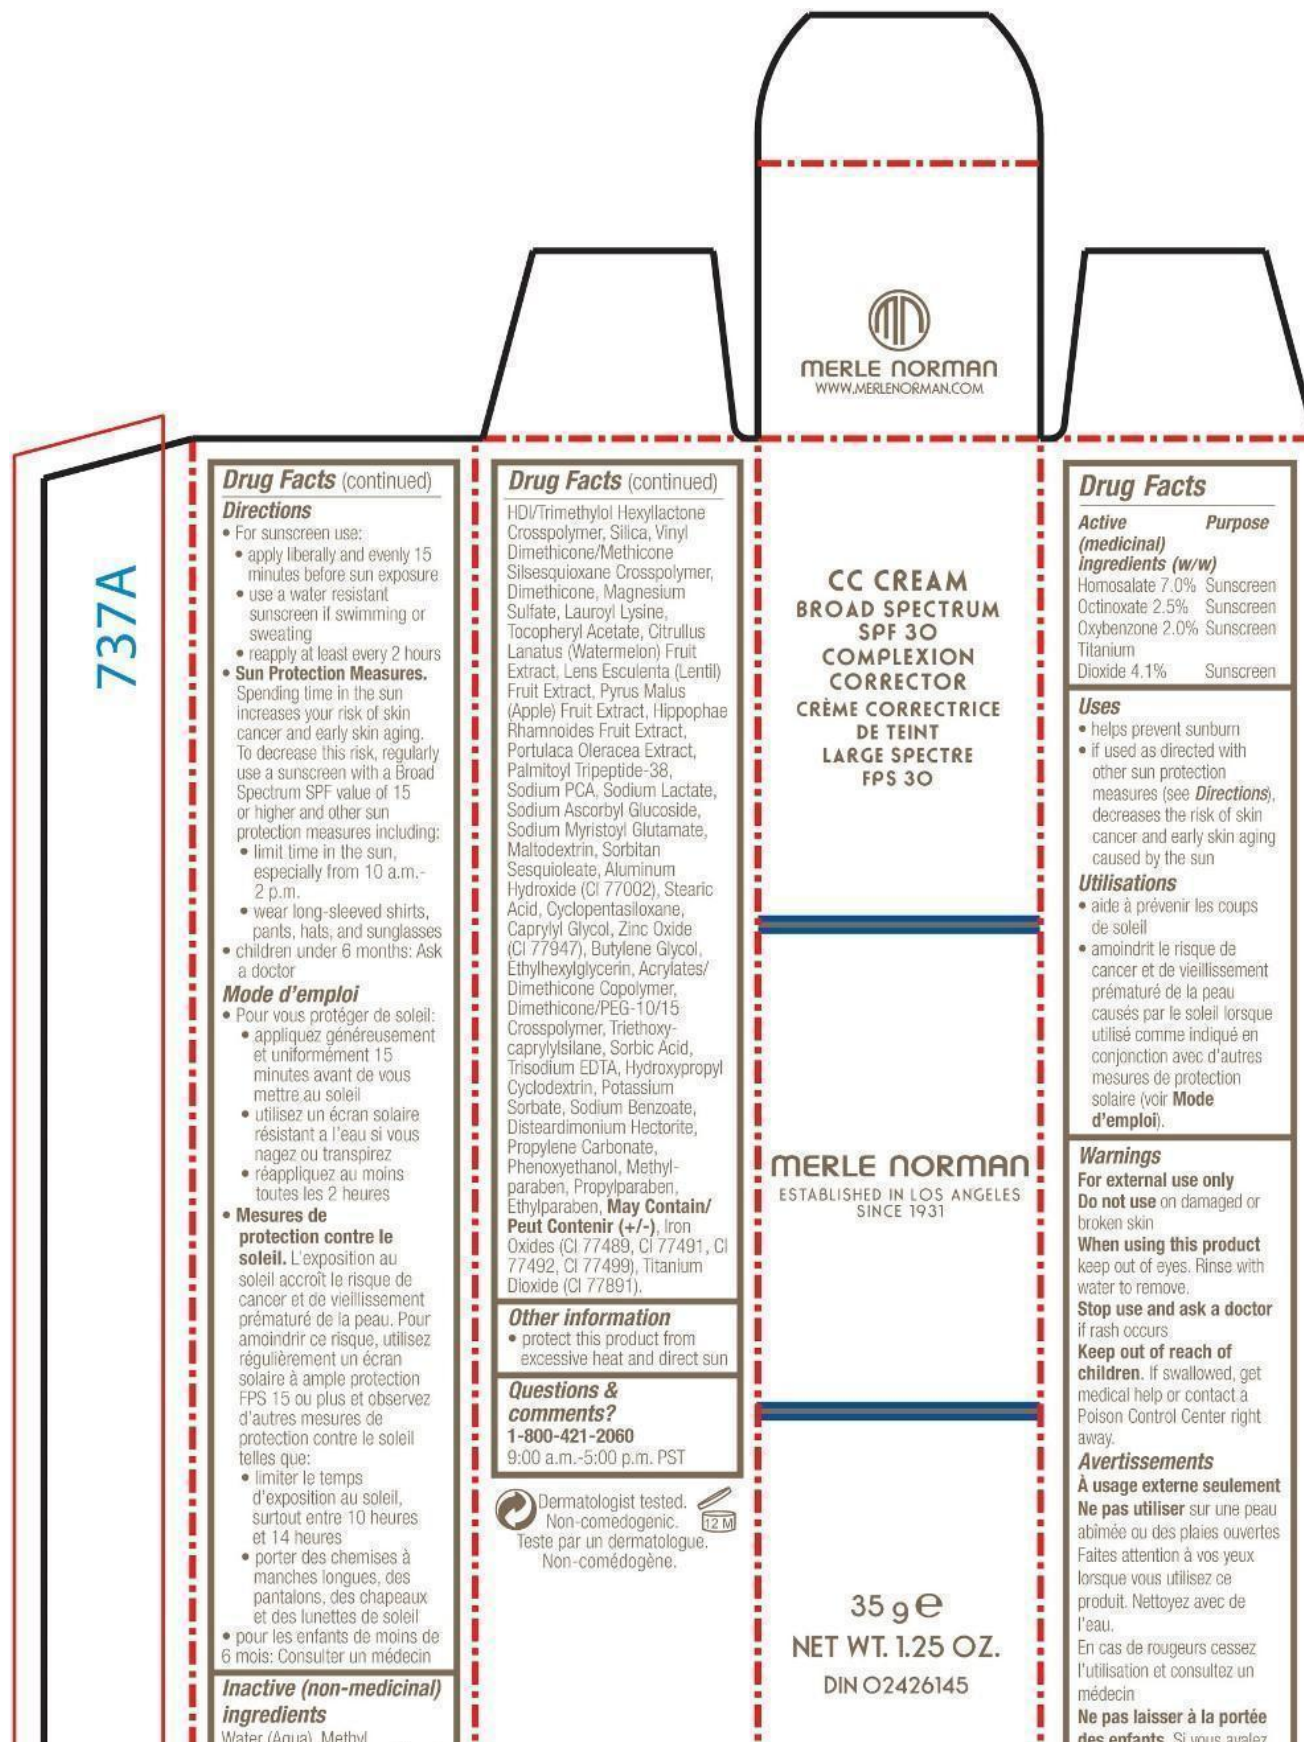 MERLE NORMAN
WWW.MERLENORMAN.COM
737A
Drug Facts (continued)
Directions
• For sunscreen use:
• apply liberally and evenly 15
minutes before sun exposure
• use a water resistant
sunscreen if swimming or
sweating
• reapply at least every 2 hours
• Sun Protection Measures.
Spending time in the sun
increases your risk of skin
cancer and early skin aging.
To decrease this risk, regularly
use a sunscreen with a Broad
Spectrum SPF value of 15
or higher and other sun
protection measures including:
• limit time in the sun,
especially from 10 a.m.-
2 p.m.
• wear long-sleeved shirts,
pants, hats, and sunglasses
• children under 6 months: Ask
a doctor
Mode d'emploi
• Pour vous protéger de soleil:
• appliquez généreusement
et uniformément 15
minutes avant de vous
mettre au soleil
• utilisez un écran solaire
résistant a l'eau si vous
nagez ou transpirez
• réappliquez au moins
toutes les 2 heures
• Mesures de
protection contre le
soleil. L'exposition au
soleil accroît le risque de
cancer et de vieillissement
prématuré de la peau. Pour
amoindrir ce risque, utilisez
régulièrement un écran
solaire à ample protection
FPS 15 ou plus et observez
d'autres mesures de
protection contre le soleil
telles que:
• limiter le temps
d'exposition au soleil,
surtout entre 10 heures
et 14 heures
• porter des chemises à
manches longues, des
pantalons, des chapeaux
et des lunettes de soleil
• pour les enfants de moins de
6 mois: Consulter un médecin
Inactive (non-medicinal)
ingredients
Water (Aqua), Methyl
Drug Facts (continued)
HDI/Trimethylol Hexyllactone
Crosspolymer, Silica, Vinyl
Dimethicone/Methicone
Silsesquioxane Crosspolymer,
Dimethicone, Magnesium
Sulfate, Lauroyl Lysine,
Tocopheryl Acetate, Citrullus
Lanatus (Watermelon) Fruit
Extract, Lens Esculenta (Lentil)
Fruit Extract, Pyrus Malus
(Apple) Fruit Extract, Hippophae
Rhamnoides Fruit Extract,
Portulaca Oleracea Extract,
Palmitoyl Tripeptide-38,
Sodium PCA, Sodium Lactate,
Sodium Ascorbyl Glucoside,
Sodium Myristoyl Glutamate,
Maltodextrin, Sorbitan
Sesquioleate, Aluminum
Hydroxide (CI 77002), Stearic
Acid, Cyclopentasiloxane,
Caprylyl Glycol, Zinc Oxide
(CI 77947), Butylene Glycol,
Ethylhexylglycerin, Acrylates/
Dimethicone Copolymer,
Dimethicone/PEG-10/15
Crosspolymer, Triethoxy-
caprylylsilane, Sorbic Acid,
Trisodium EDTA, Hydroxypropyl
Cyclodextrin, Potassium
Sorbate, Sodium Benzoate,
Disteardimonium Hectorite,
Propylene Carbonate,
Phenoxyethanol, Methyl-
paraben, Propylparaben,
Ethylparaben, May Contain/
Peut Contenir (+/-), Iron
Oxides (CI 77489, CI 77491, CI
77492, CI 77499), Titanium
Dioxide (CI 77891).
Other information
• protect this product from
excessive heat and direct sun
Questions &
comments?
1-800-421-2060
9:00 a.m.-5:00 p.m. PST
Dermatologist tested.
Non-comedogenic.
Teste par un dermatologue.
Non-comédogène.
12 M
CC CREAM
BROAD SPECTRUM
SPF 30
COMPLEXION
CORRECTOR
CRÈME CORRECTRICE
DE TEINT
LARGE SPECTRE
FPS 30
MERLE NORMAN
ESTABLISHED IN LOS ANGELES
SINCE 1931
35 g e
NET WT. 1.25 OZ.
DIN 02426145
Drug Facts
Active Purpose
(medicinal)
ingredients (w/w)
Homosalate 7.0% Sunscreen
Octinoxate 2.5% Sunscreen
Oxybenzone 2.0% Sunscreen
Titanium
Dioxide 4.1% Sunscreen
Uses
• helps prevent sunburn
• if used as directed with
other sun protection
measures (see Directions),
decreases the risk of skin
cancer and early skin aging
caused by the sun
Utilisations
• aide à prévenir les coups
de soleil
• amoindrit le risque de
cancer et de vieillissement
prématuré de la peau
causés par le soleil lorsque
utilisé comme indiqué en
conjonction avec d'autres
mesures de protection
solaire (voir Mode
d'emploi).
Warnings
For external use only
Do not use on damaged or
broken skin
When using this product
keep out of eyes. Rinse with
water to remove.
Stop use and ask a doctor
if rash occurs
Keep out of reach of
children. If swallowed, get
medical help or contact a
Poison Control Center right
away.
Avertissements
À usage externe seulement
Ne pas utiliser sur une peau
abîmée ou des plaies ouvertes
Faites attention à vos yeux
lorsque vous utilisez ce
produit. Nettoyez avec de
l'eau.
En cas de rougeurs cessez
l'utilisation et consultez un
médecin
Ne pas laisser à la portée
des enfants. Si vous avalez